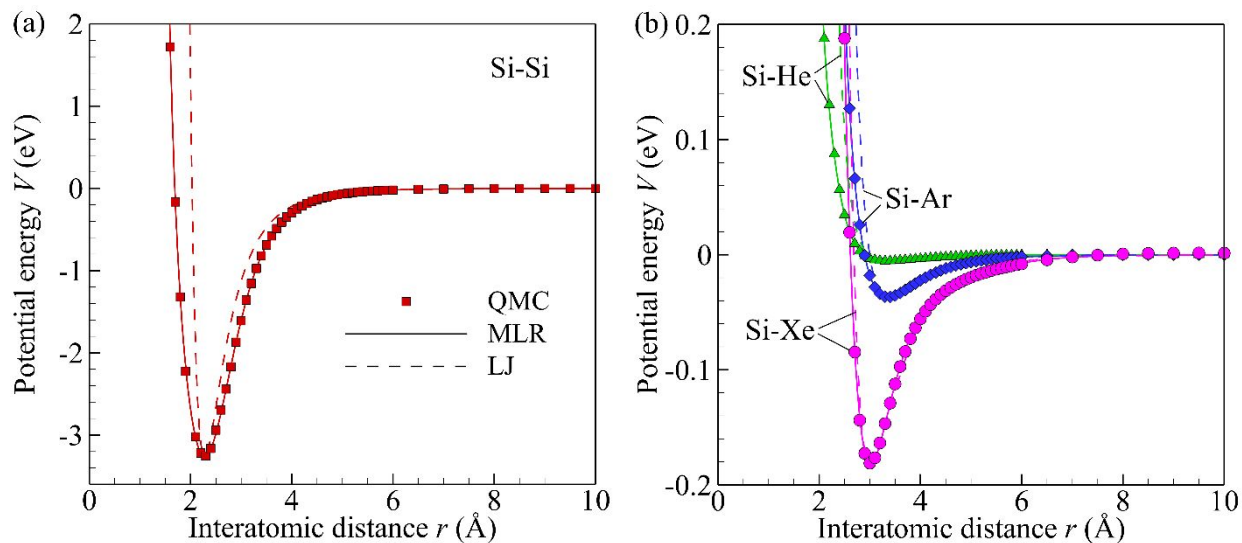 (a)
2
1
0
-1
-2
-3
Potential energy V (eV)
Si-Si
QMC
MLR
LJ
0
2
4
6
8
10
Interatomic distance r (Å)
(b)
0.2
0.1
0
-0.1
-0.2
Potential energy V (eV)
Si-He
Si-Ar
Si-Xe
0
2
4
6
8
10
Interatomic distance r (Å)